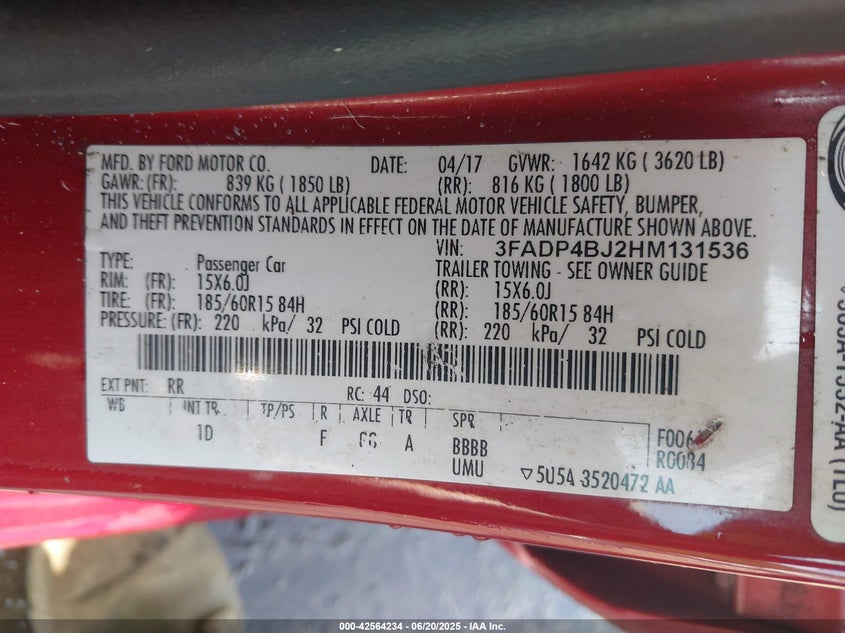 MFD. BY FORD MOTOR CO. DATE: 04/17 GVWR: 1642 KG ( 3620 LB)
GAWR: (FR): 839 KG ( 1850 LB) (RR): 816 KG ( 1800 LB)
THIS VEHICLE CONFORMS TO ALL APPLICABLE FEDERAL MOTOR VEHICLE SAFETY, BUMPER,
AND THEFT PREVENTION STANDARDS IN EFFECT ON THE DATE OF MANUFACTURE SHOWN ABOVE.
VIN: 3FADP4BJ2HM131536
TYPE: Passenger Car TRAILER TOWING - SEE OWNER GUIDE
RIM: (FR): 15X6.0J (RR): 15X6.0J
TIRE: (FR): 185/60R15 84H (RR): 185/60R15 84H
PRESSURE: (FR): 220 kPa/ 32 PSI COLD (RR): 220 kPa/ 32 PSI COLD
EXT PNT: RR RC: 44 DSO:
WB INT TR TP/PS R AXLE TR SPR
1D F A BBBB
UMU
R0084
▽5U5A 3520472 AA
000-42564234 - 06/20/2025 - IAA Inc.